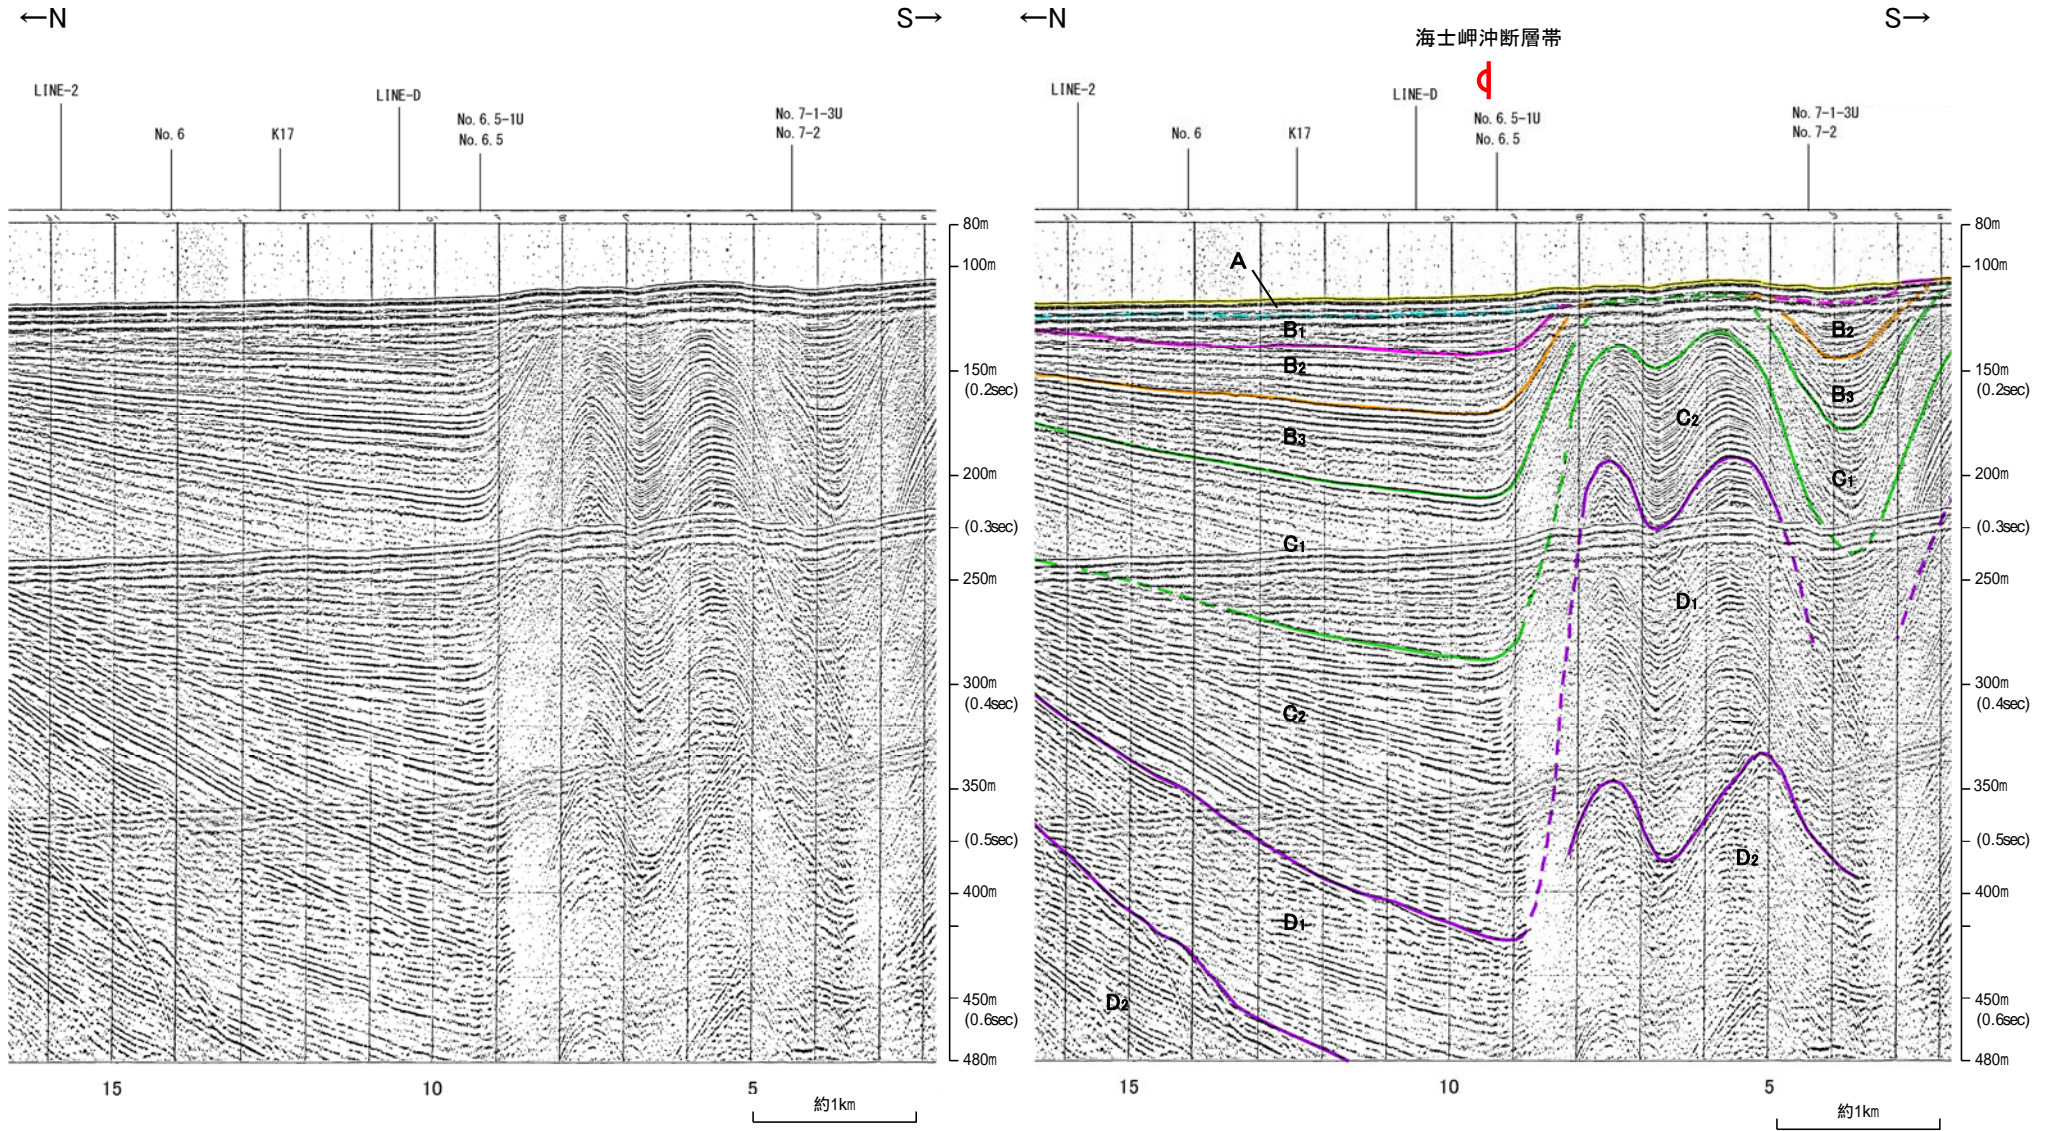 ←N
S→
LINE-2
No.6
K17
LINE-D
No.6.5-1U
No.6.5
No.7-1-3U
No.7-2
80m
100m
150m
(0.2sec)
200m
(0.3sec)
250m
300m
(0.4sec)
350m
(0.5sec)
400m
450m
(0.6sec)
480m
15
10
5
約1km
←N
S→
海士岬沖断層帯
LINE-2
No.6
K17
LINE-D
No.6.5-1U
No.6.5
No.7-1-3U
No.7-2
A
B1
B2
B3
C1
C2
D1
D2
C2
D1
D2
B2
B3
C1
80m
100m
150m
(0.2sec)
200m
(0.3sec)
250m
300m
(0.4sec)
350m
(0.5sec)
400m
450m
(0.6sec)
480m
15
10
5
約1km